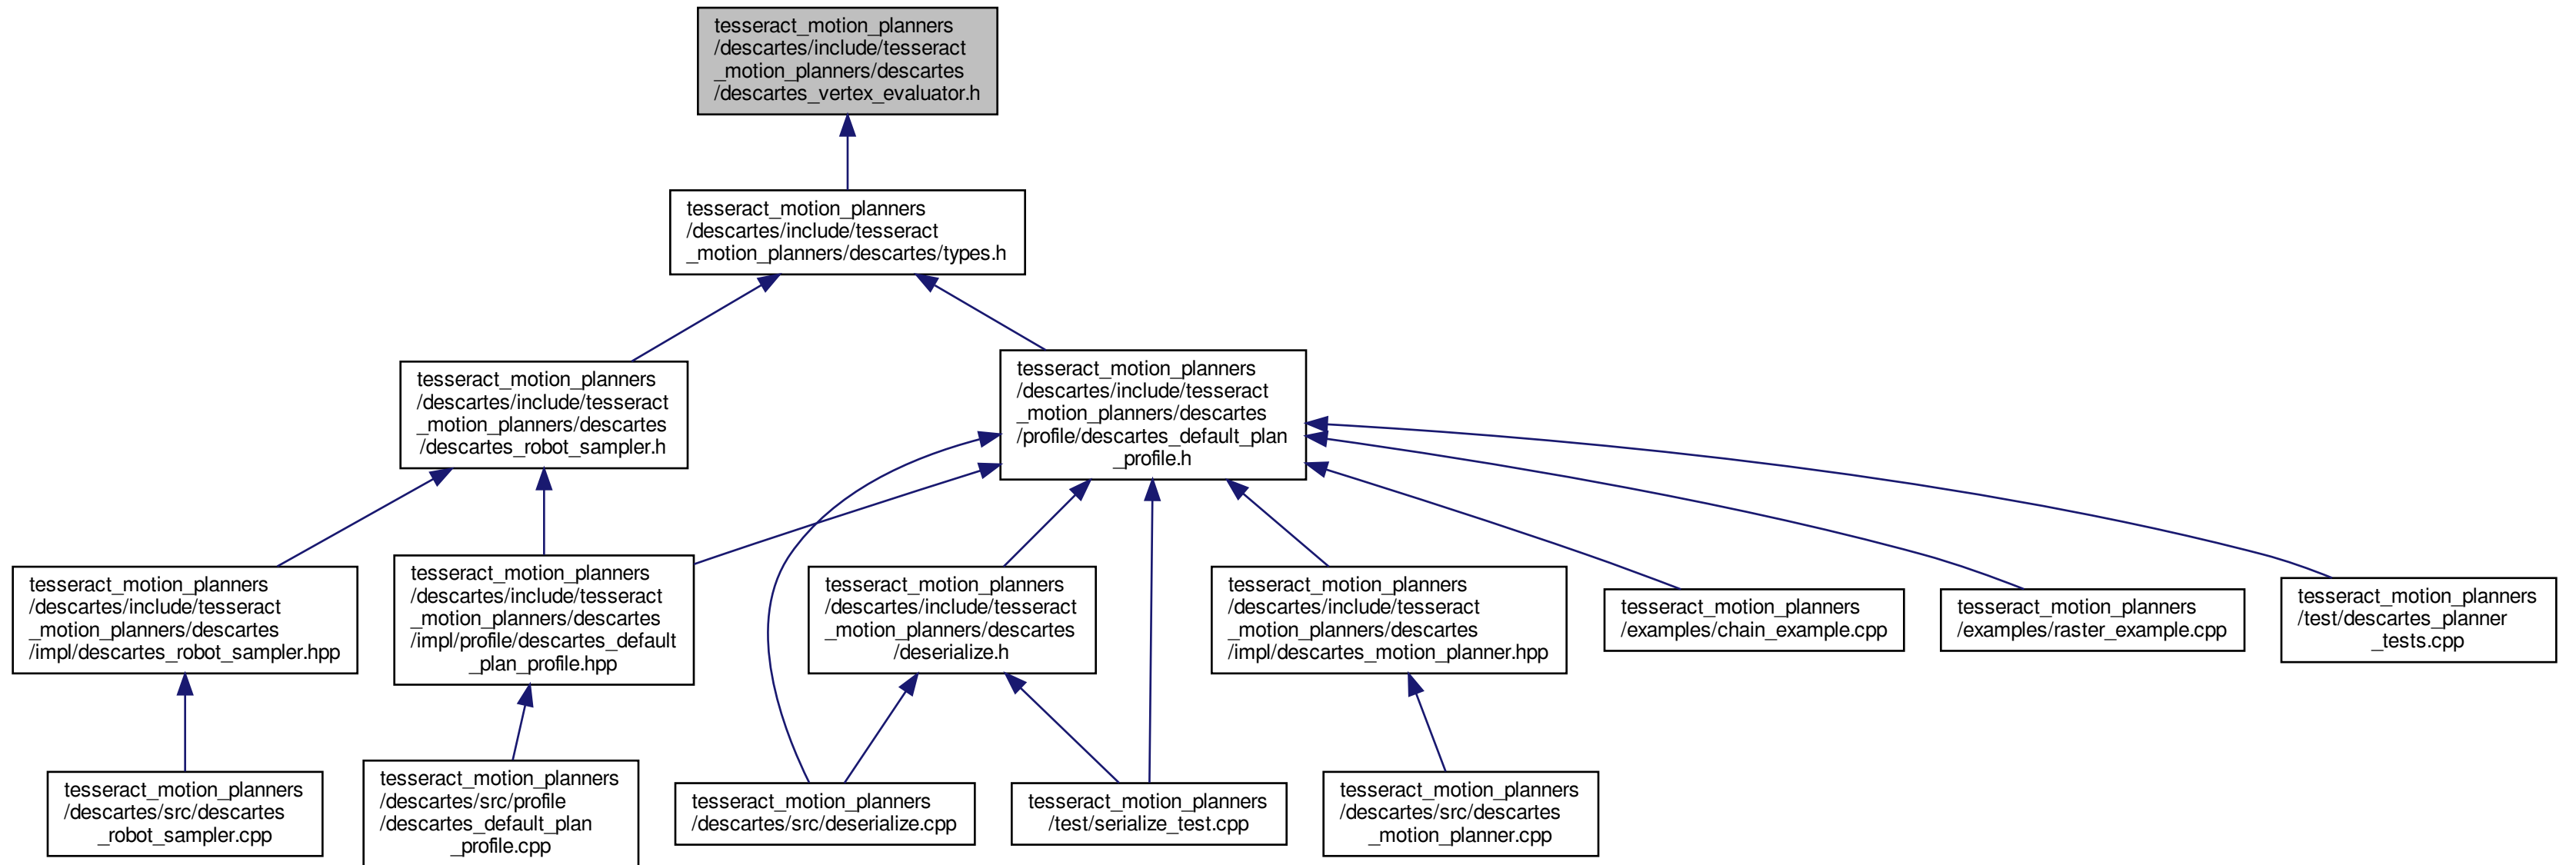 tesseract_motion_planners
/descartes/include/tesseract
_motion_planners/descartes
/descartes_vertex_evaluator.h
tesseract_motion_planners
/descartes/include/tesseract
_motion_planners/descartes/types.h
tesseract_motion_planners
/descartes/include/tesseract
_motion_planners/descartes
/descartes_robot_sampler.h
tesseract_motion_planners
/descartes/include/tesseract
_motion_planners/descartes
/profile/descartes_default_plan
_profile.h
tesseract_motion_planners
/descartes/include/tesseract
_motion_planners/descartes
/impl/descartes_robot_sampler.hpp
tesseract_motion_planners
/descartes/include/tesseract
_motion_planners/descartes
/impl/profile/descartes_default
_plan_profile.hpp
tesseract_motion_planners
/descartes/include/tesseract
_motion_planners/descartes
/deserialize.h
tesseract_motion_planners
/descartes/include/tesseract
_motion_planners/descartes
/impl/descartes_motion_planner.hpp
tesseract_motion_planners
/examples/chain_example.cpp
tesseract_motion_planners
/examples/raster_example.cpp
tesseract_motion_planners
/test/descartes_planner
_tests.cpp
tesseract_motion_planners
/descartes/src/descartes
_robot_sampler.cpp
tesseract_motion_planners
/descartes/src/profile
/descartes_default_plan
_profile.cpp
tesseract_motion_planners
/descartes/src/deserialize.cpp
tesseract_motion_planners
/test/serialize_test.cpp
tesseract_motion_planners
/descartes/src/descartes
_motion_planner.cpp